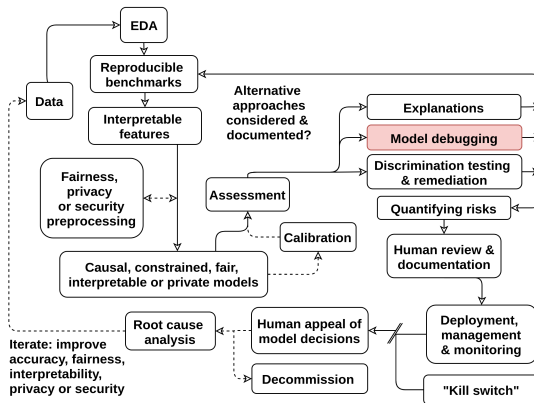 EDA
Reproducible
benchmarks
Data
Alternative
approaches
considered &
documented?
Explanations
Interpretable
features
Model debugging
Discrimination testing
& remediation
Fairness,
privacy
or security
preprocessing
Assessment
Quantifying risks
Calibration
Human review &
documentation
Causal, constrained, fair,
interpretable or private models
Root cause
analysis
Human appeal of
model decisions
Deployment,
management
& monitoring
Iterate: improve
accuracy, fairness,
interpretability,
privacy or security
Decommission
"Kill switch"